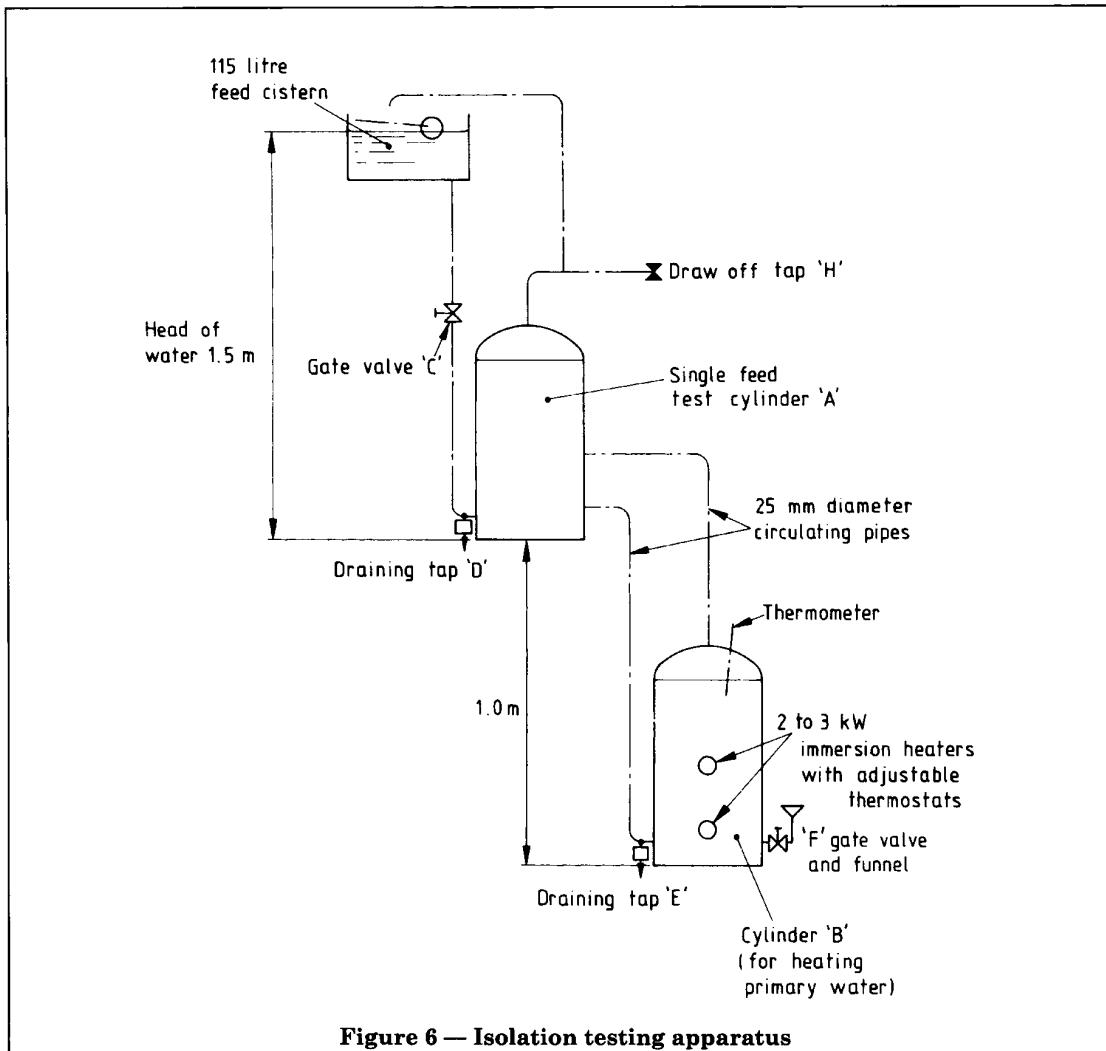 115 litre
feed cistern
Draw off tap 'H'
Head of
water 1.5 m
Gate valve 'C'
Single feed
test cylinder 'A'
25 mm diameter
circulating pipes
Draining tap 'D'
Thermometer
1.0 m
2 to 3 kW
immersion heaters
with adjustable
thermostats
'F' gate valve
and funnel
Draining tap 'E'
Cylinder 'B'
(for heating
primary water)
Figure 6 — Isolation testing apparatus